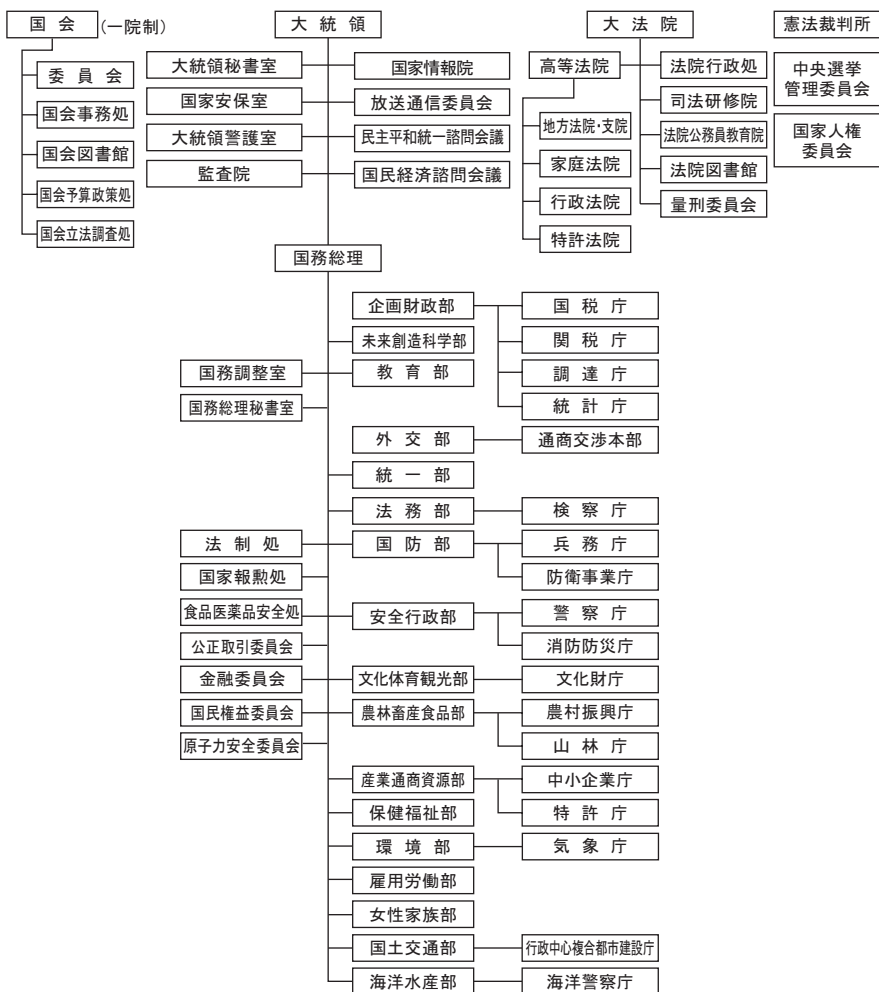 国会
(一院制)
委員会
国会事務処
国会図書館
国会予算政策処
国会立法調査処
大統領
大統領秘書室
国家安保室
大統領警護室
監査院
国家情報院
放送通信委員会
民主平和統一諮問会議
国民経済諮問会議
大法院
高等法院
地方法院・支院
家庭法院
行政法院
特許法院
法院行政処
司法研修院
法院公務員教育院
法院図書館
量刑委員会
憲法裁判所
中央選挙
管理委員会
国家人権
委員会
国務総理
国務調整室
国務総理秘書室
法制処
国家報勲処
食品医薬品安全処
公正取引委員会
金融委員会
国民権益委員会
原子力安全委員会
企画財政部
国税庁
関税庁
調達庁
統計庁
未来創造科学部
教育部
外交部
通商交渉本部
統一部
法務部
検察庁
国防部
兵務庁
防衛事業庁
安全行政部
警察庁
消防防災庁
文化体育観光部
文化財庁
農林畜産食品部
農村振興庁
山林庁
産業通商資源部
中小企業庁
特許庁
保健福祉部
環境部
気象庁
雇用労働部
女性家族部
国土交通部
行政中心複合都市建設庁
海洋水産部
海洋警察庁